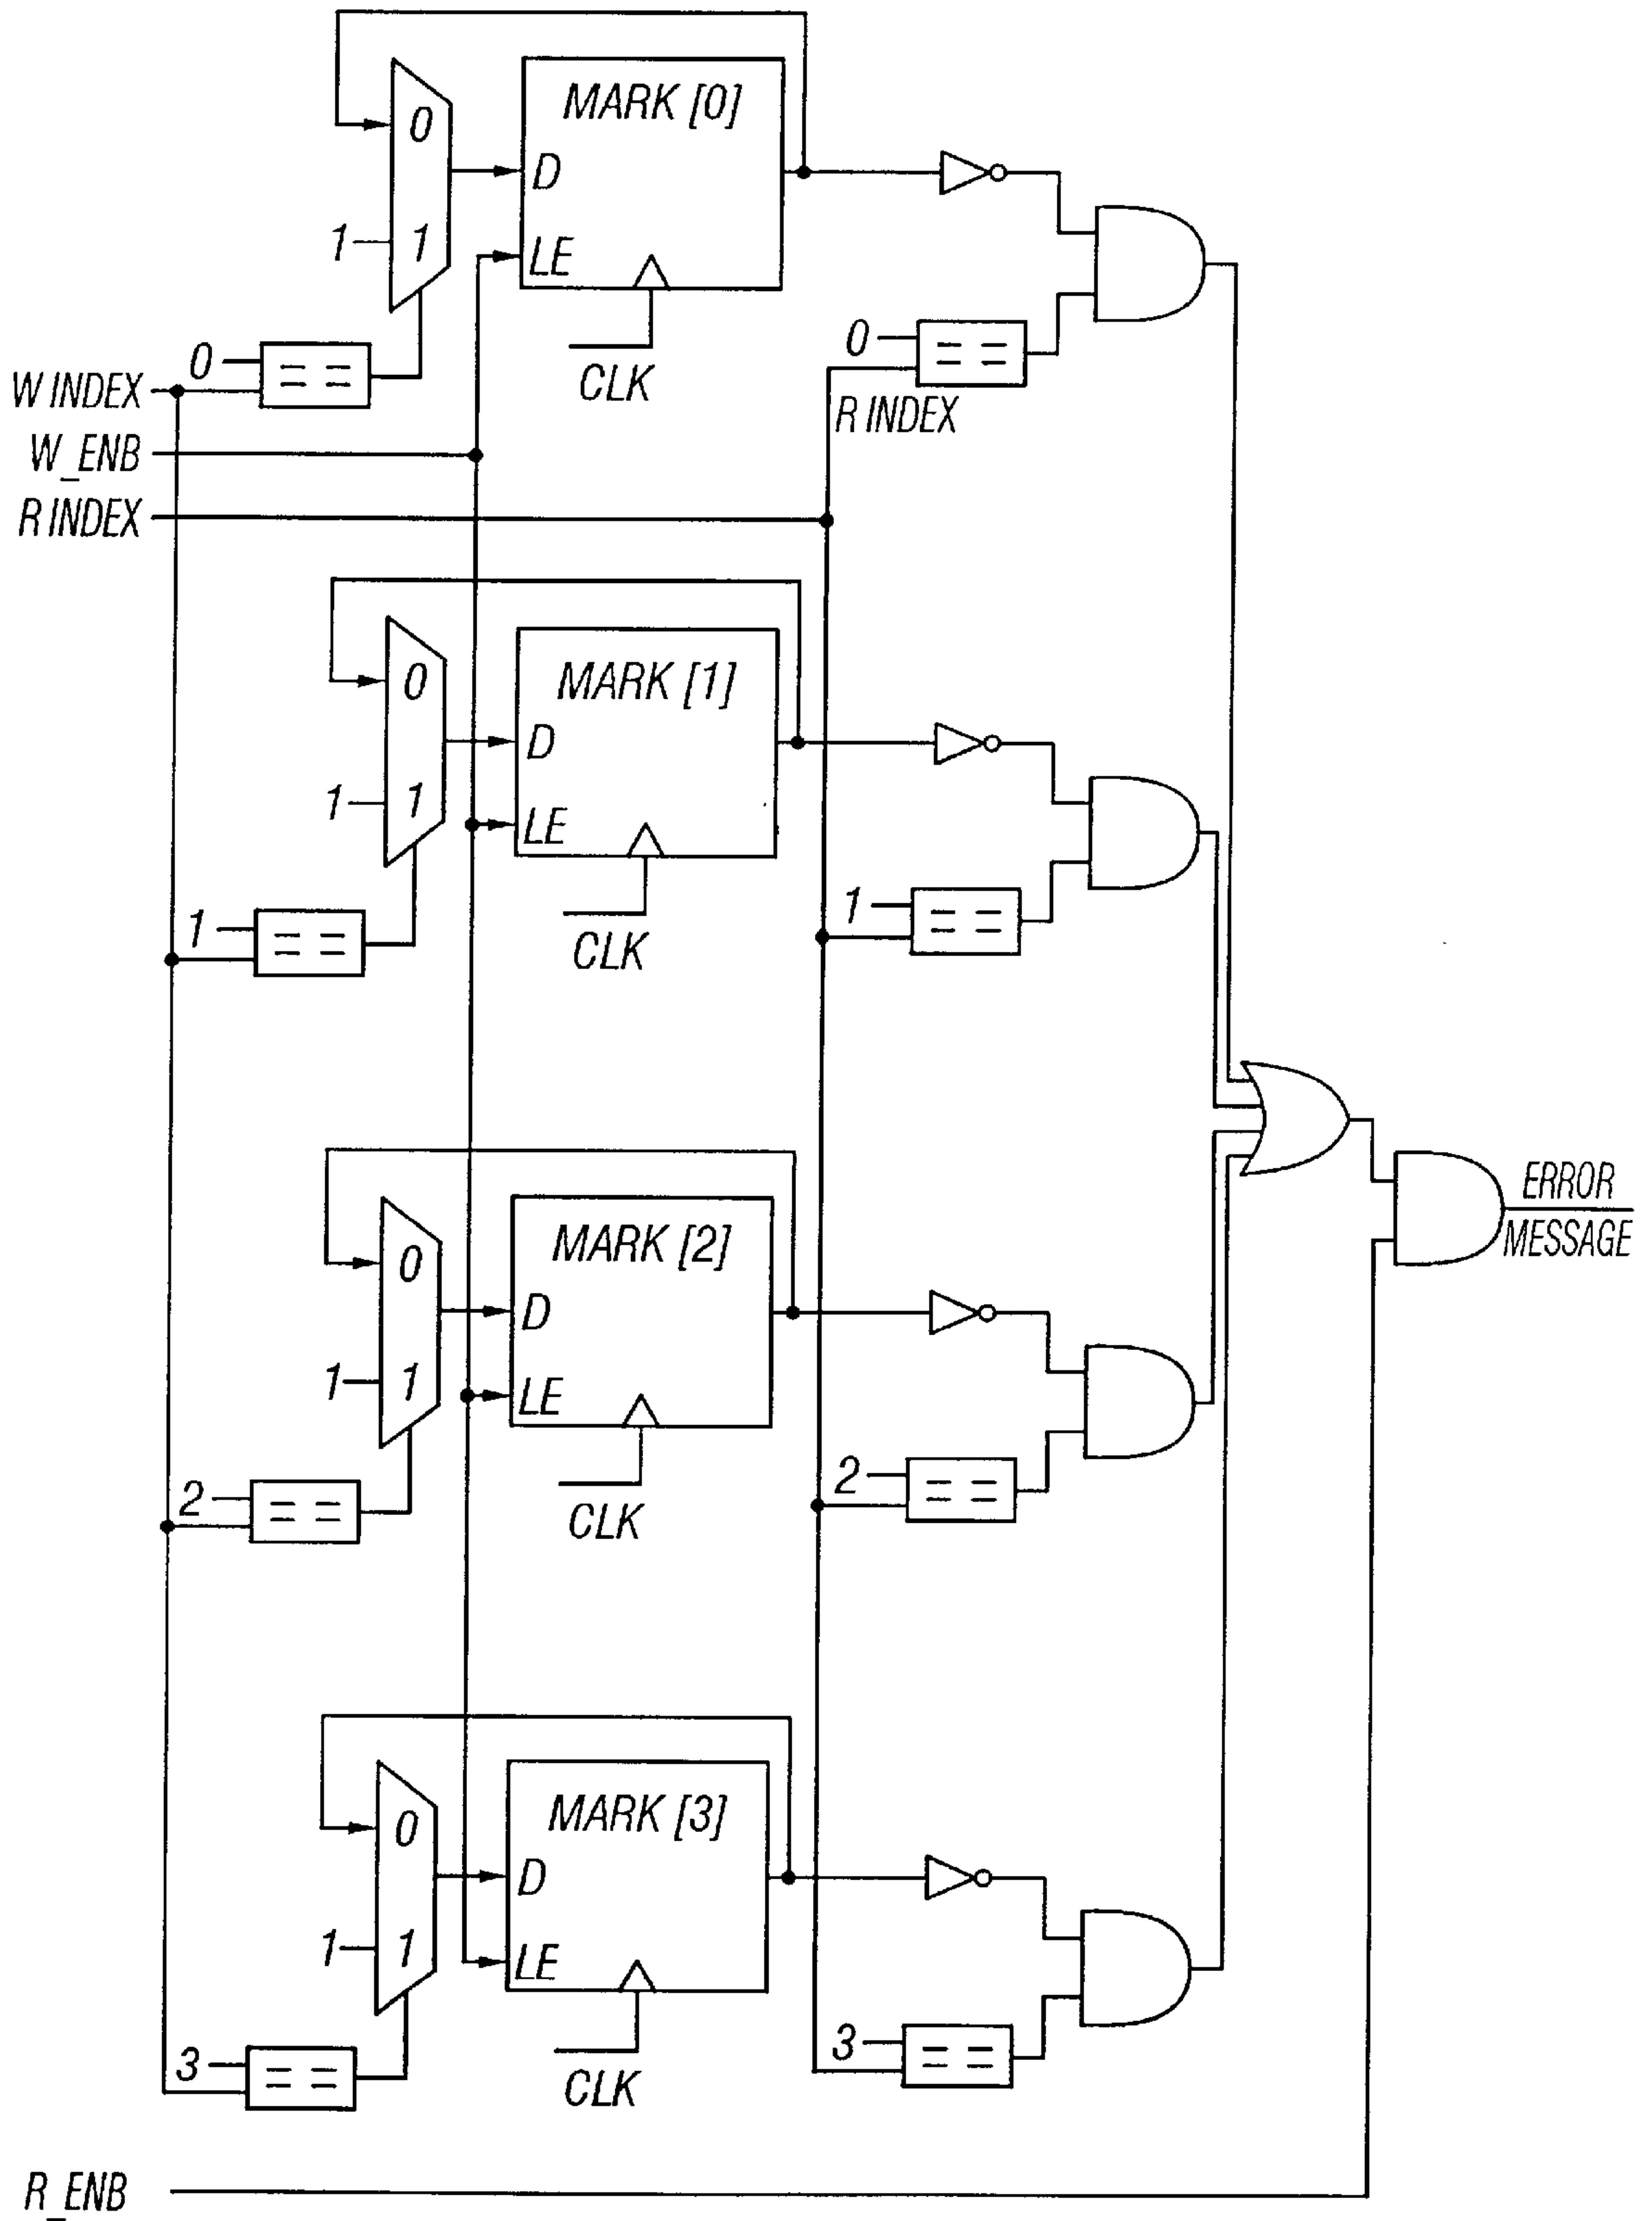 MARK [0]
0
D
1
1
LE
0
= =
CLK
0
= =
W INDEX
R INDEX
W_ENB
R INDEX
MARK [1]
0
D
1
1
LE
1
= =
CLK
1
= =
MARK [2]
0
D
1
1
LE
2
= =
CLK
2
= =
ERROR
MESSAGE
MARK [3]
0
D
1
1
LE
3
= =
CLK
3
= =
R_ENB